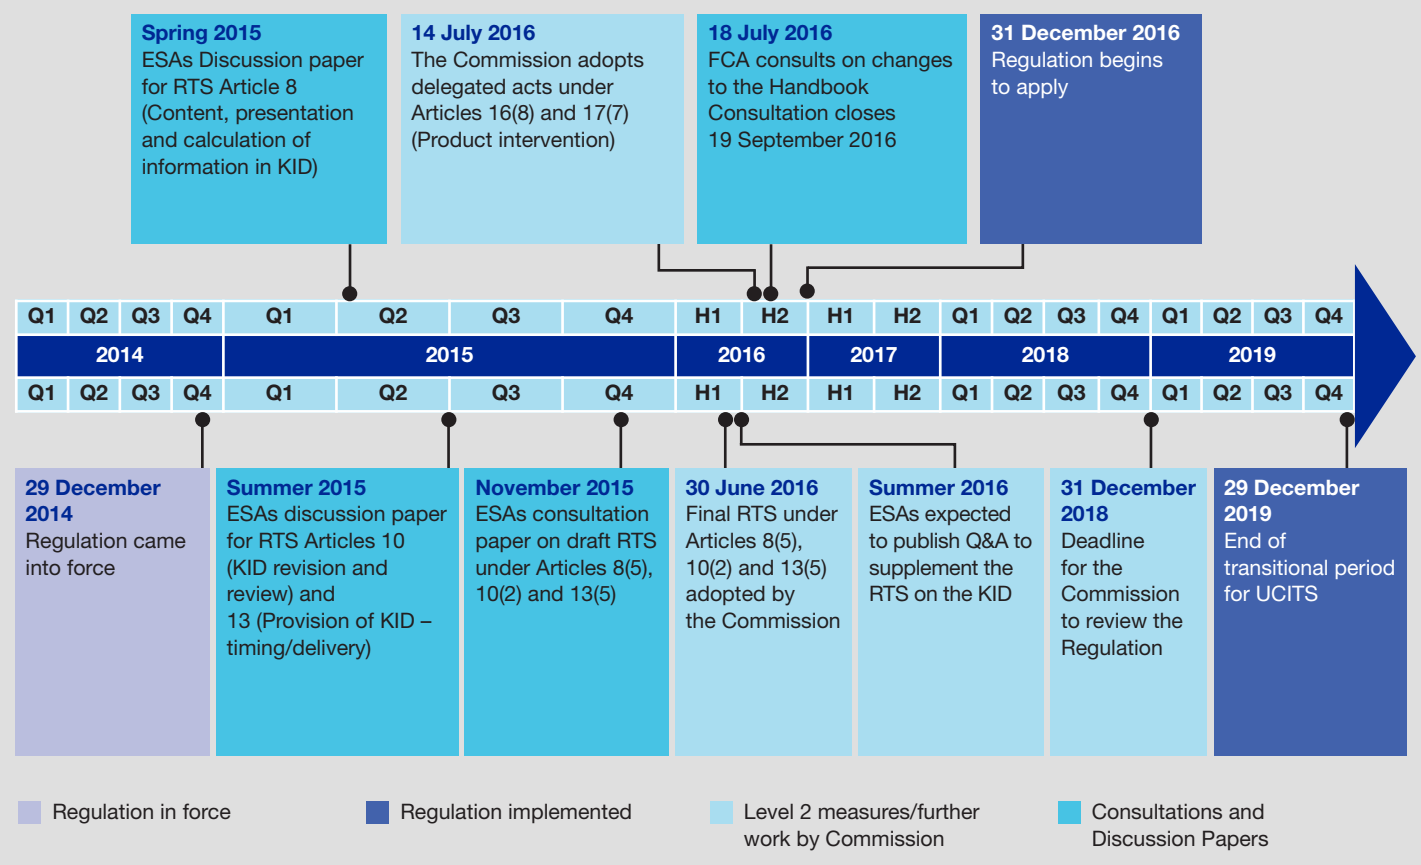 Spring 2015
ESAs Discussion paper
for RTS Article 8
(Content, presentation
and calculation of
information in KID)
14 July 2016
The Commission adopts
delegated acts under
Articles 16(8) and 17(7)
(Product intervention)
18 July 2016
FCA consults on changes
to the Handbook
Consultation closes
19 September 2016
31 December 2016
Regulation begins
to apply
Q1 Q2 Q3 Q4 Q1 Q2 Q3 Q4 H1 H2 H1 H2 Q1 Q2 Q3 Q4 Q1 Q2 Q3 Q4
2014 2015 2016 2017 2018 2019
Q1 Q2 Q3 Q4 Q1 Q2 Q3 Q4 H1 H2 H1 H2 Q1 Q2 Q3 Q4 Q1 Q2 Q3 Q4
29 December
2014
Regulation came
into force
Summer 2015
ESAs discussion paper
for RTS Articles 10
(KID revision and
review) and
13 (Provision of KID –
timing/delivery)
November 2015
ESAs consultation
paper on draft RTS
under Articles 8(5),
10(2) and 13(5)
30 June 2016
Final RTS under
Articles 8(5),
10(2) and 13(5)
adopted by
the Commission
Summer 2016
ESAs expected
to publish Q&A to
supplement the
RTS on the KID
31 December
2018
Deadline
for the
Commission
to review the
Regulation
29 December
2019
End of
transitional period
for UCITS
Regulation in force
Regulation implemented
Level 2 measures/further
work by Commission
Consultations and
Discussion Papers